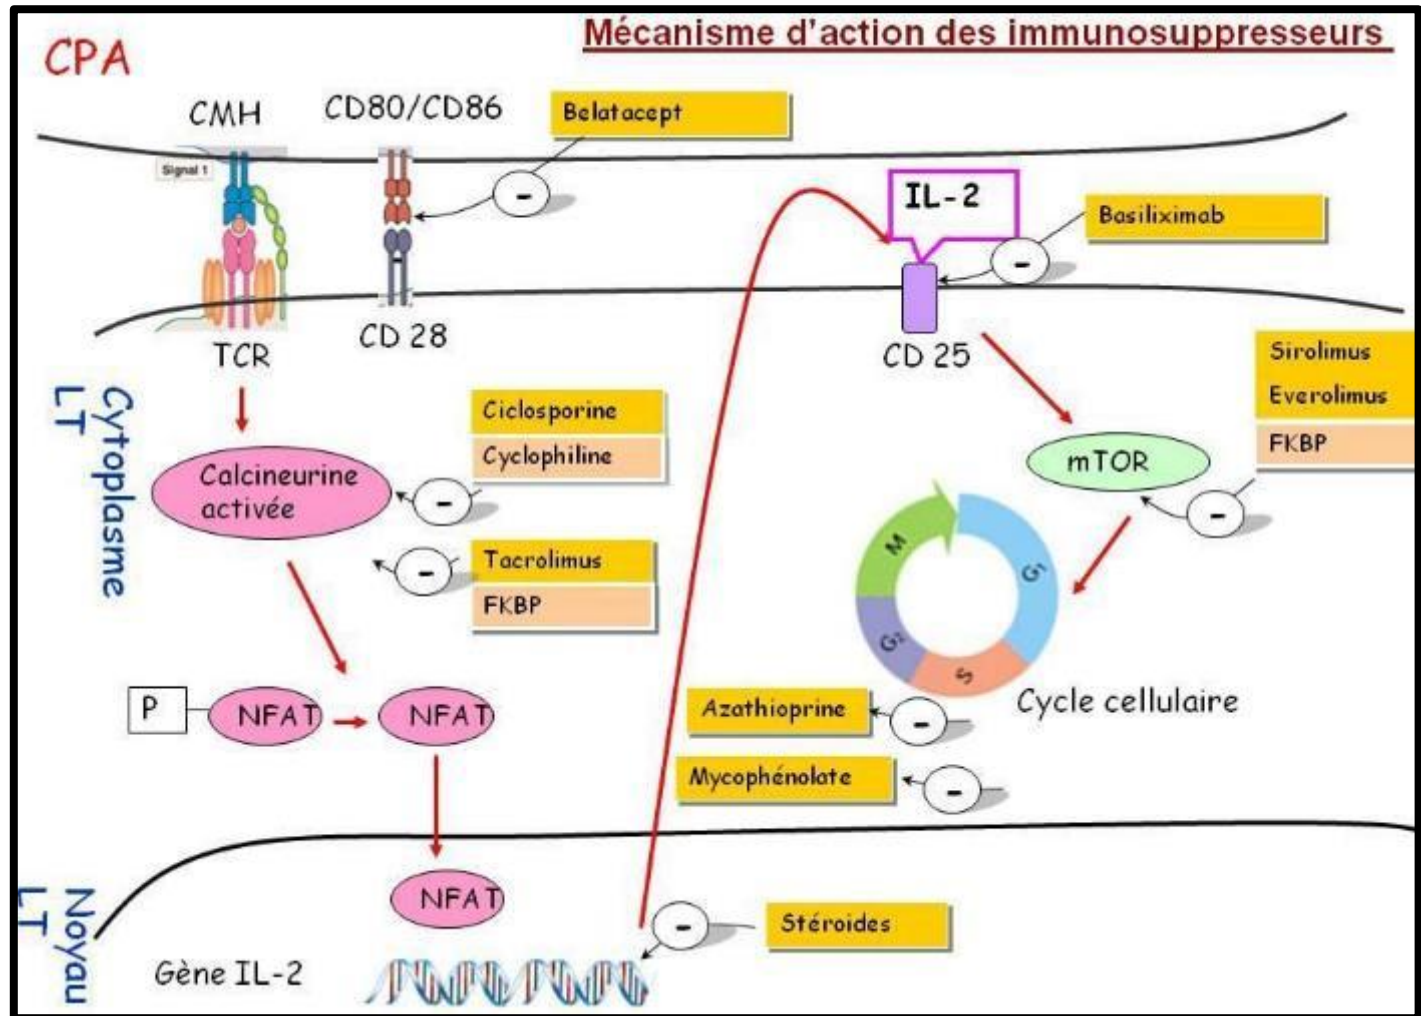 Mécanisme d'action des immunosuppresseurs
CPA
CMH
CD80/CD86
Belatacept
Signal 1
-
IL-2
Basiliximab
-
-
TCR
CD 28
CD 25
Cytoplasme
LT
Ciclosporine
Cyclophiline
Sirolimus
Everolimus
FKBP
Calcineurine
activée
-
mTOR
-
Tacrolimus
FKBP
-
M
G1
G2
S
P
NFAT
NFAT
Azathioprine
-
Cycle cellulaire
Mycophénolate
-
Noyau
LT
NFAT
-
Stéroides
Gène IL-2